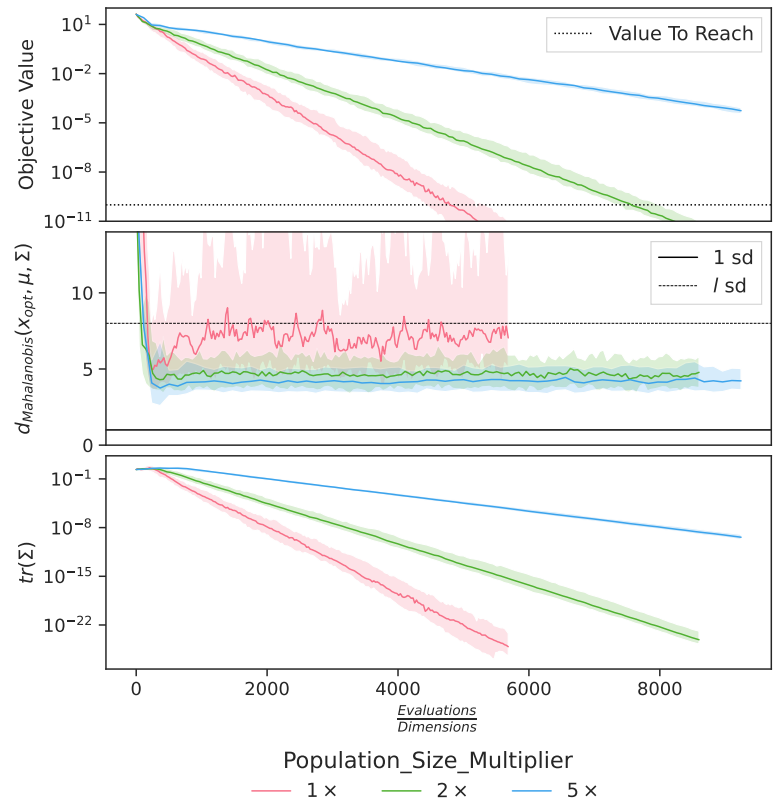 10^1
10^−2
10^−5
10^−8
10^−11
Objective Value
Value To Reach
10
5
0
d_Mahalanobis(x_opt, μ, Σ)
1 sd
l sd
10^−1
10^−8
10^−15
10^−22
tr(Σ)
0 2000 4000 6000 8000
Evaluations
Dimensions
Population_Size_Multiplier
1 × 2 × 5 ×